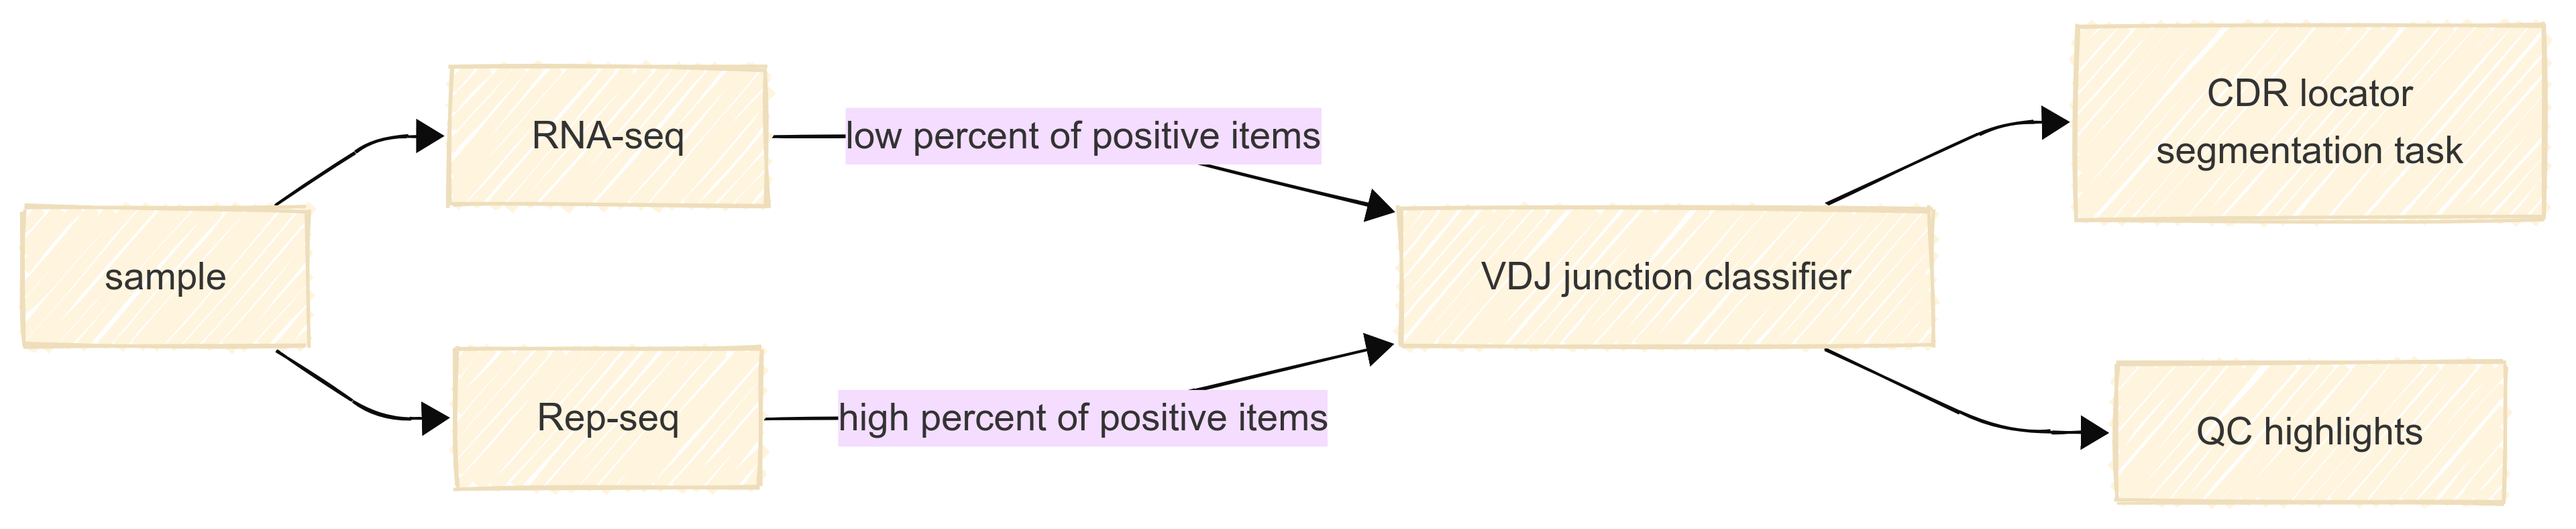 sample
RNA-seq
Rep-seq
low percent of positive items
high percent of positive items
VDJ junction classifier
CDR locator
segmentation task
QC highlights